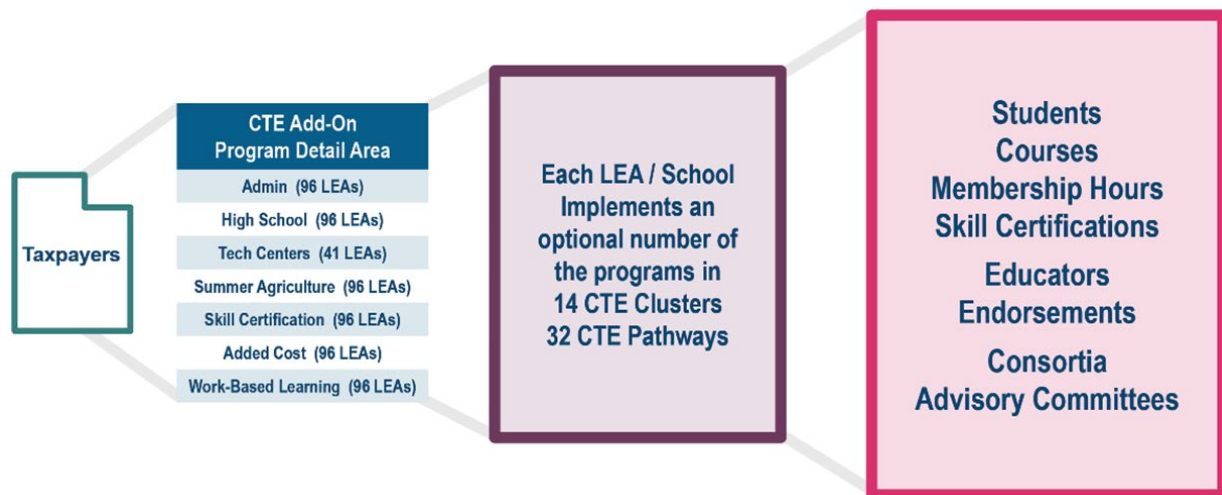 Taxpayers
CTE Add-On
Program Detail Area
Admin (96 LEAs)
High School (96 LEAs)
Tech Centers (41 LEAs)
Summer Agriculture (96 LEAs)
Skill Certification (96 LEAs)
Added Cost (96 LEAs)
Work-Based Learning (96 LEAs)
Each LEA / School
Implements an
optional number of
the programs in
14 CTE Clusters
32 CTE Pathways
Students
Courses
Membership Hours
Skill Certifications
Educators
Endorsements
Consortia
Advisory Committees